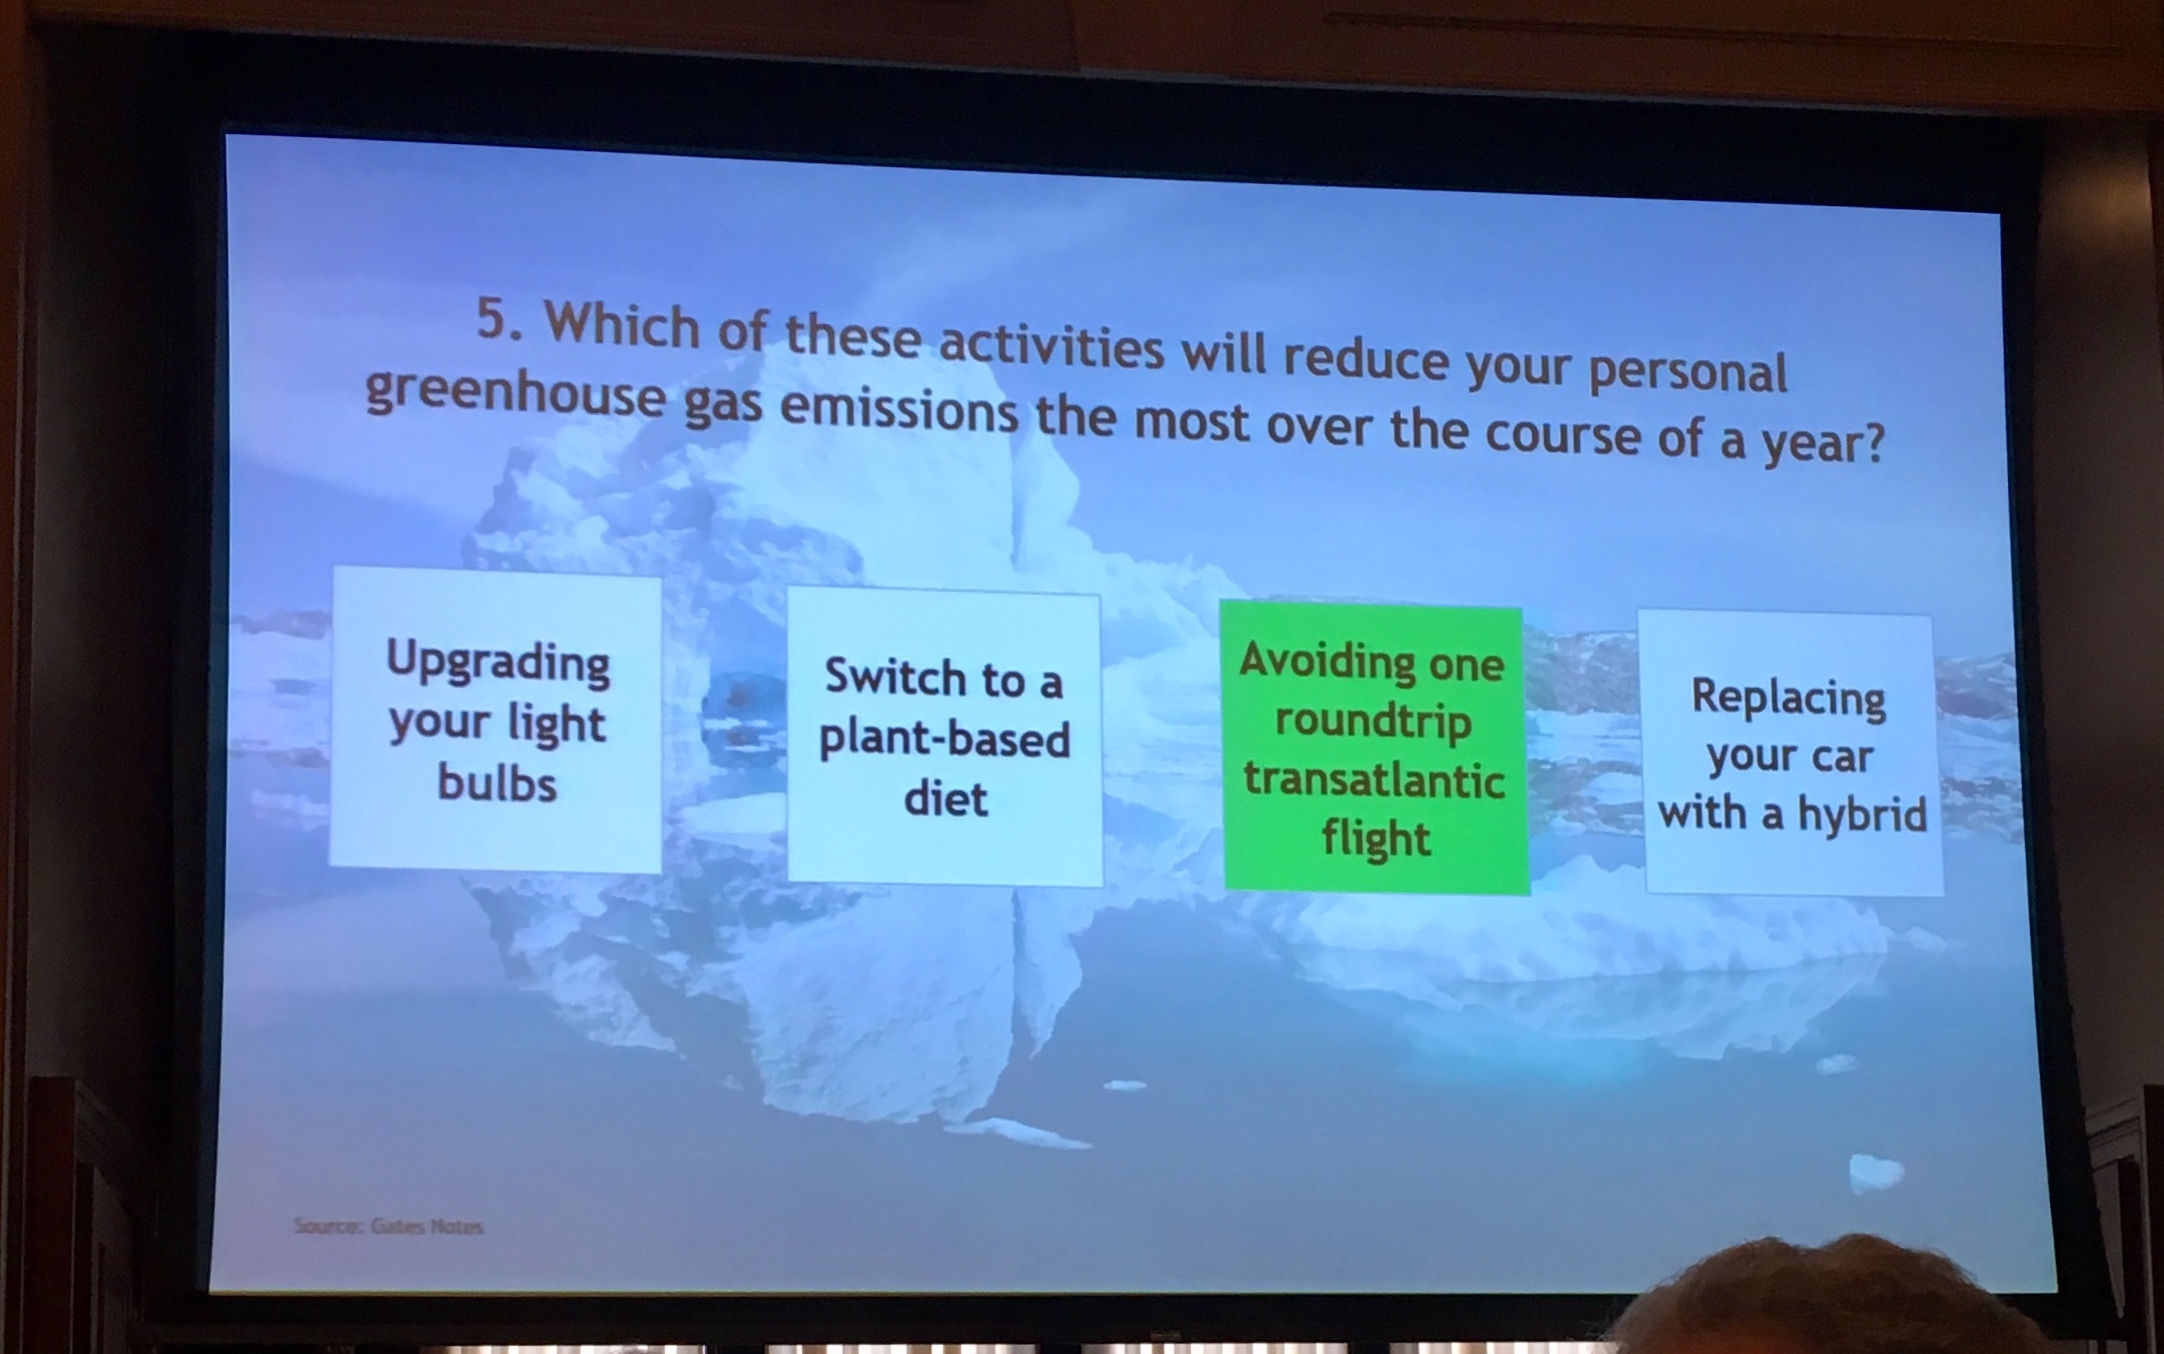 5. Which of these activities will reduce your personal
greenhouse gas emissions the most over the course of a year?
Upgrading
your light
bulbs
Switch to a
plant-based
diet
Avoiding one
roundtrip
transatlantic
flight
Replacing
your car
with a hybrid
Source: Gates Notes